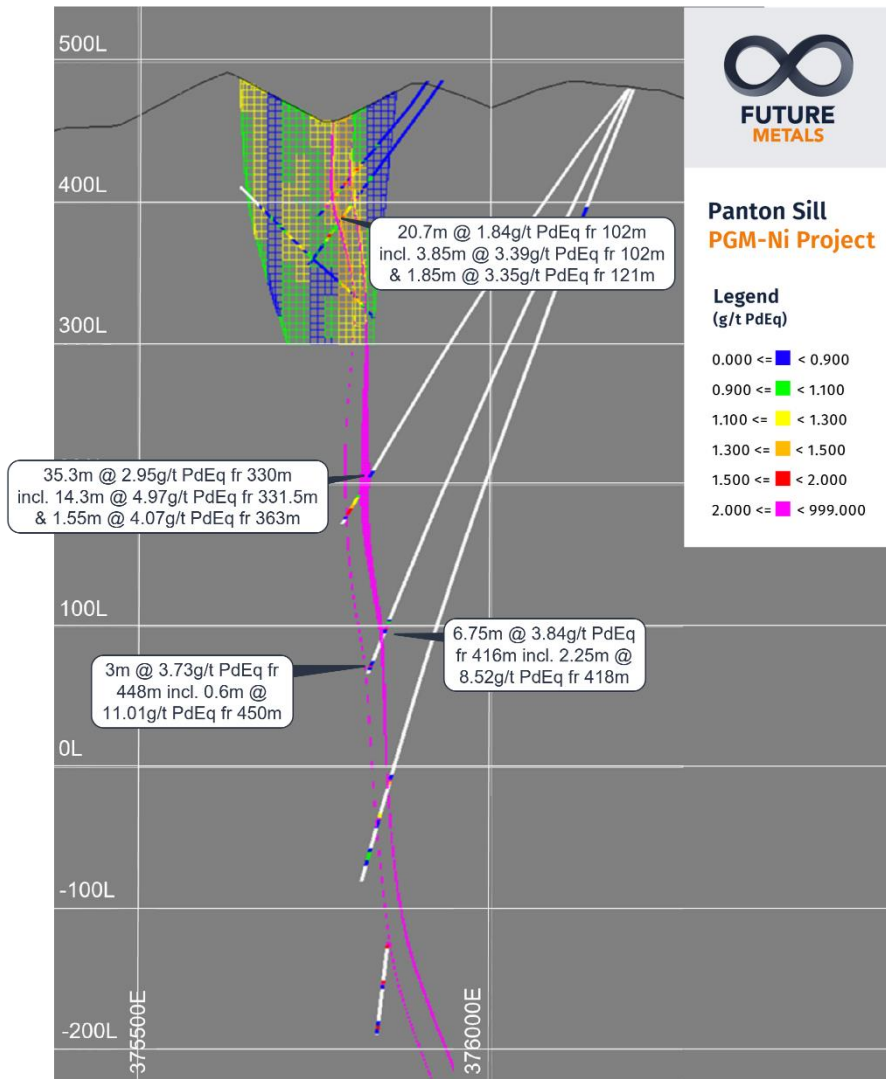 500L
FUTURE
METALS
400L
Panton Sill
PGM-Ni Project
20.7m @ 1.84g/t PdEq fr 102m
incl. 3.85m @ 3.39g/t PdEq fr 102m
& 1.85m @ 3.35g/t PdEq fr 121m
Legend
(g/t PdEq)
300L
0.000 <= < 0.900
0.900 <= < 1.100
1.100 <= < 1.300
1.300 <= < 1.500
1.500 <= < 2.000
2.000 <= < 999.000
35.3m @ 2.95g/t PdEq fr 330m
incl. 14.3m @ 4.97g/t PdEq fr 331.5m
& 1.55m @ 4.07g/t PdEq fr 363m
100L
6.75m @ 3.84g/t PdEq
fr 416m incl. 2.25m @
8.52g/t PdEq fr 418m
3m @ 3.73g/t PdEq fr
448m incl. 0.6m @
11.01g/t PdEq fr 450m
0L
-100L
-200L
375500E
376000E